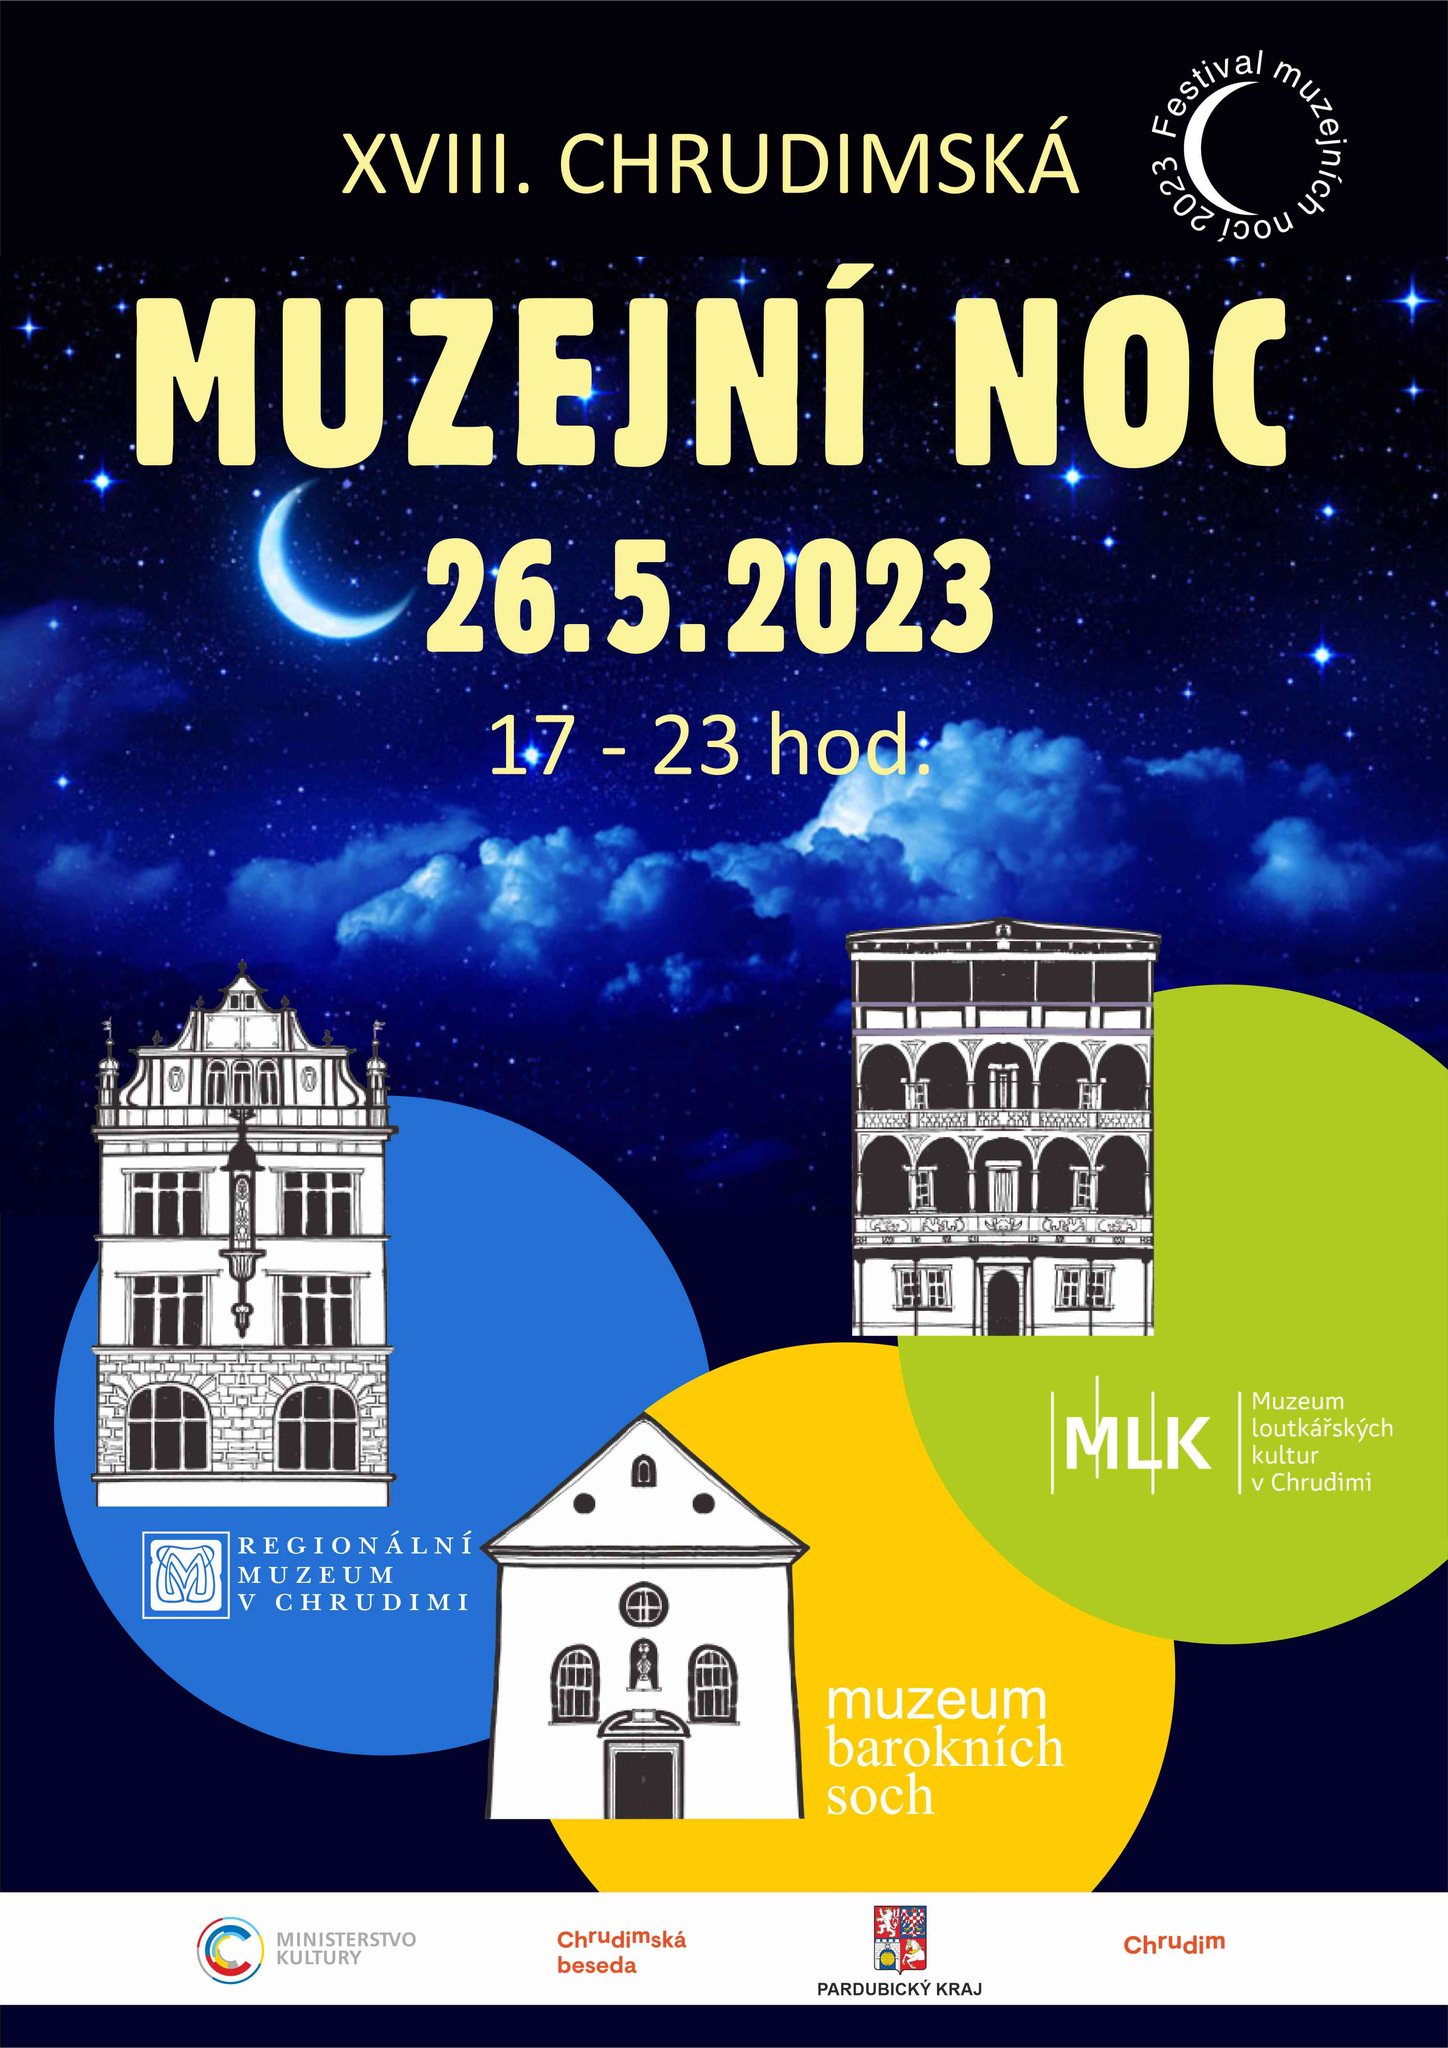 Festival muzejních nocí 2023
XVIII. CHRUDIMSKÁ
MUZEJNÍ NOC
26.5.2023
17 - 23 hod.
MLK
Muzeum
loutkářských
kultur
v Chrudimi
REGIONÁLNÍ
MUZEUM
V CHRUDIMI
muzeum
barokních
soch
MINISTERSTVO
KULTURY
Chrudimská
beseda
PARDUBICKÝ KRAJ
Chrudim